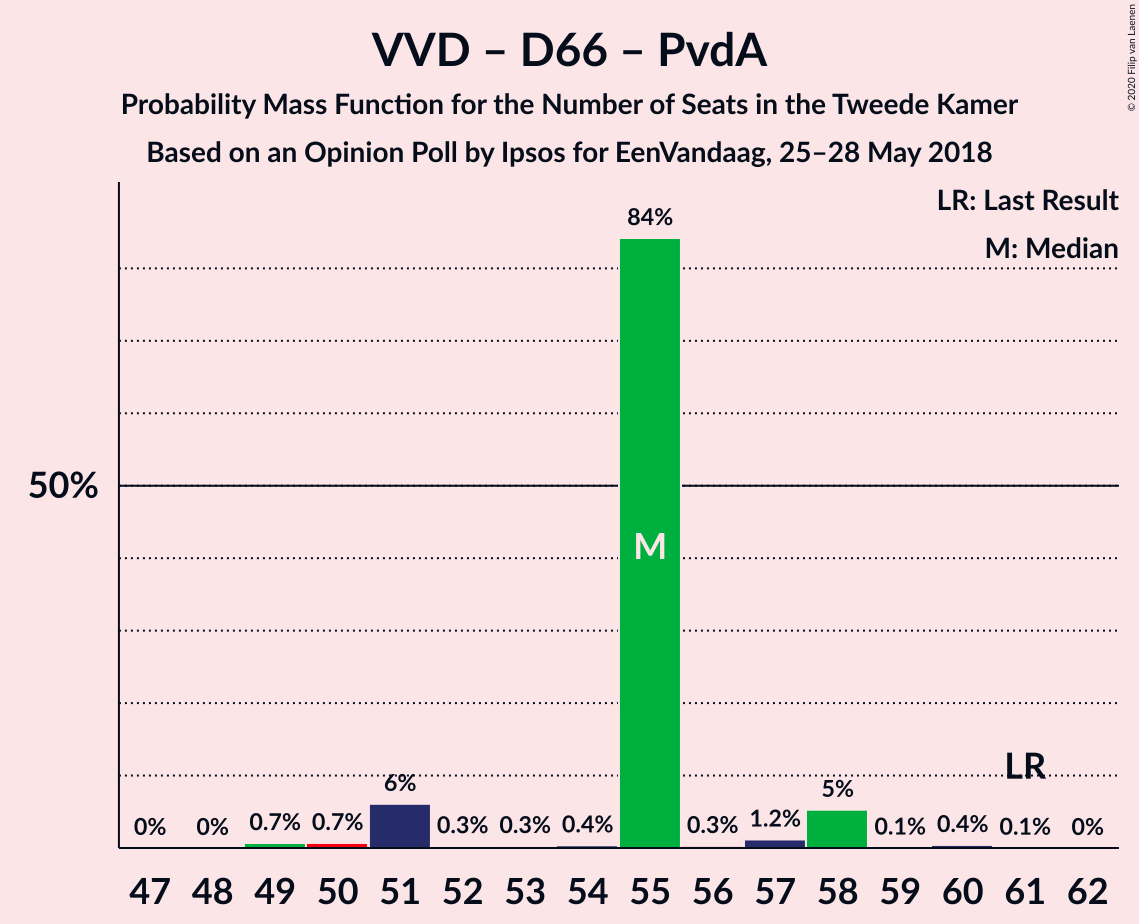 VVD – D66 – PvdA
Probability Mass Function for the Number of Seats in the Tweede Kamer
Based on an Opinion Poll by Ipsos for EenVandaag, 25–28 May 2018
© 2020 Filip van Laenen
LR: Last Result
M: Median
84%
50%
M
LR
0% 0% 0.7% 0.7% 6% 0.3% 0.3% 0.4% 0.3% 1.2% 5% 0.1% 0.4% 0.1% 0%
47 48 49 50 51 52 53 54 55 56 57 58 59 60 61 62